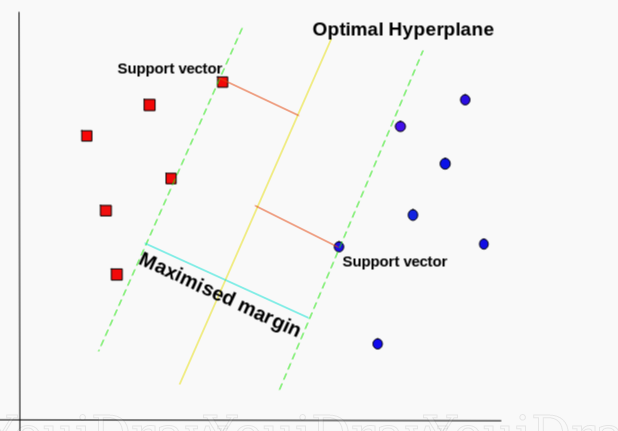 Optimal Hyperplane
Support vector
Support vector
Maximised margin